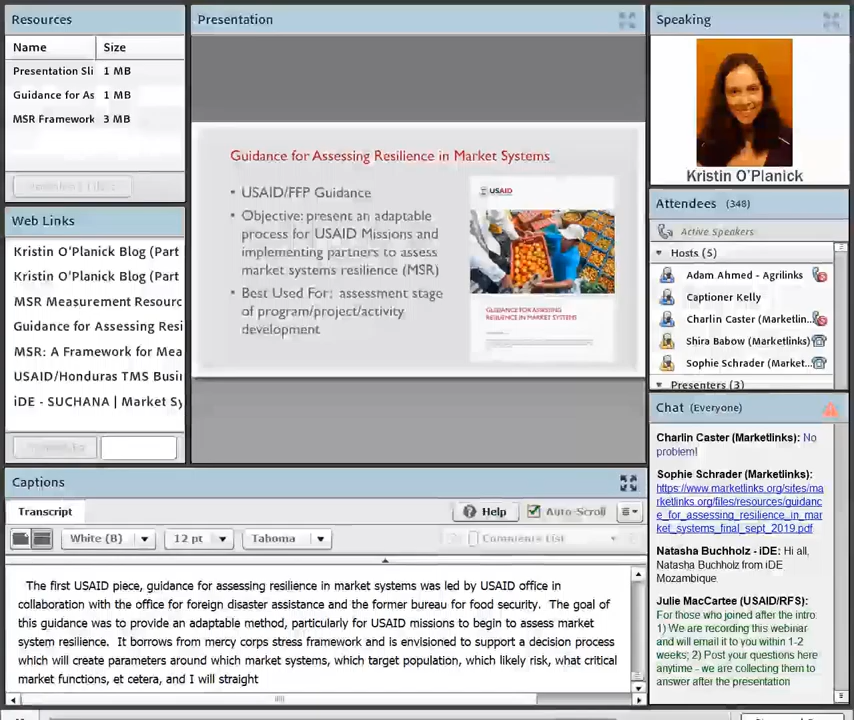 Resources
Name Size
Presentation Sli 1 MB
Guidance for As 1 MB
MSR Framework 3 MB
Web Links
Kristin O'Planick Blog (Part
Kristin O'Planick Blog (Part
MSR Measurement Resourc
Guidance for Assessing Resi
MSR: A Framework for Mea
USAID/Honduras TMS Busin
iDE - SUCHANA | Market Sy
Presentation
Guidance for Assessing Resilience in Market Systems
• USAID/FFP Guidance
• Objective: present an adaptable
process for USAID Missions and
implementing partners to assess
market systems resilience (MSR)
• Best Used For: assessment stage
of program/project/activity
development
USAID
GUIDANCE FOR ASSESSING
RESILIENCE IN MARKET SYSTEMS
Speaking
Kristin O'Planick
Attendees (348)
Active Speakers
Hosts (5)
Adam Ahmed - Agrilinks
Captioner Kelly
Charlin Caster (Marketlin...
Shira Babow (Marketlinks)
Sophie Schrader (Market...
Presenters (3)
Chat (Everyone)
Charlin Caster (Marketlinks): No
problem!
Sophie Schrader (Marketlinks):
https://www.marketlinks.org/sites/ma
rketlinks.org/files/resources/guidanc
e_for_assessing_resilience_in_mar
ket_systems_final_sept_2019.pdf
Natasha Buchholz - iDE: Hi all,
Natasha Buchholz from iDE
Mozambique.
Julie MacCartee (USAID/RFS):
For those who joined after the intro
1) We are recording this webinar
and will email it to you within 1-2
weeks; 2) Post your questions here
anytime - we are collecting them to
answer after the presentation
Captions
Transcript
Help
Auto-Scroll
White (B) 12 pt Tahoma
Comments List
The first USAID piece, guidance for assessing resilience in market systems was led by USAID office in
collaboration with the office for foreign disaster assistance and the former bureau for food security. The goal of
this guidance was to provide an adaptable method, particularly for USAID missions to begin to assess market
system resilience. It borrows from mercy corps stress framework and is envisioned to support a decision process
which will create parameters around which market systems, which target population, which likely risk, what critical
market functions, et cetera, and I will straight